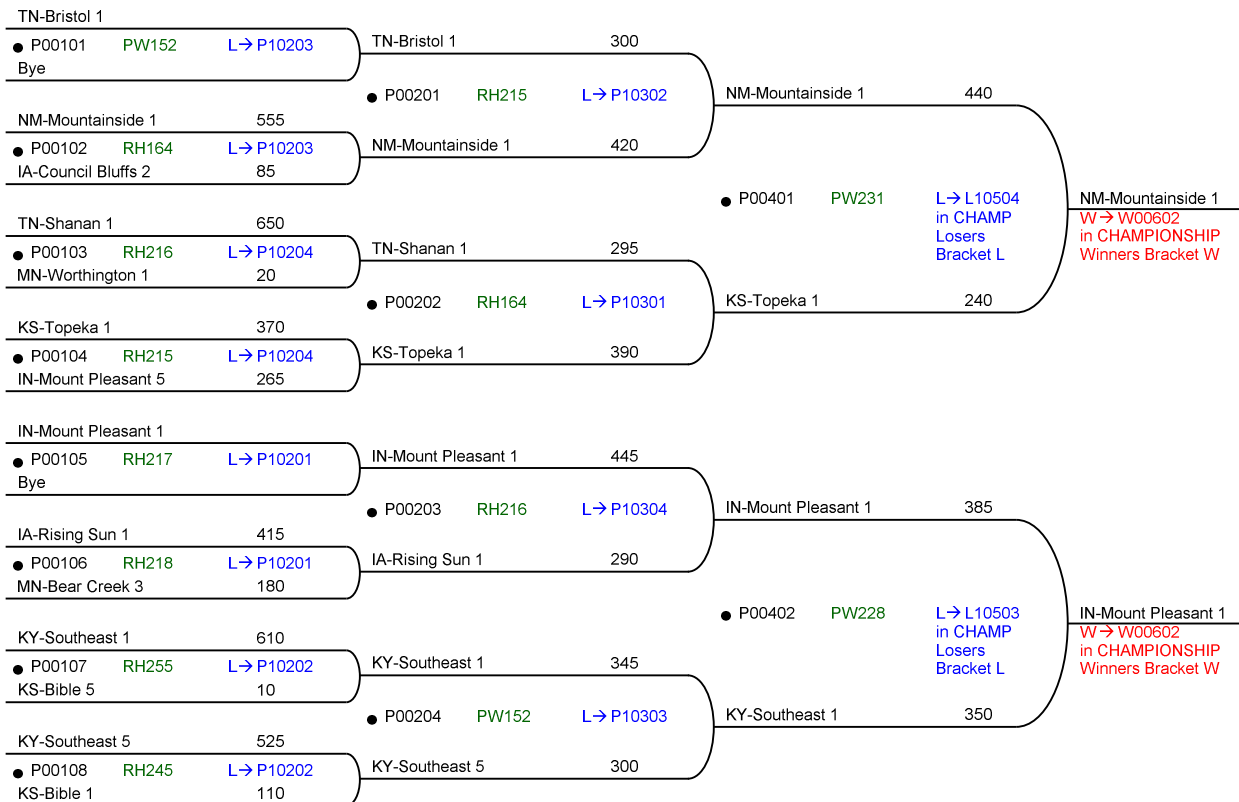 TN-Bristol 1
● P00101 PW152 L→P10203
Bye
TN-Bristol 1 300
● P00201 RH215 L→P10302
NM-Mountainside 1 440
NM-Mountainside 1 555
● P00102 RH164 L→P10203
IA-Council Bluffs 2 85
NM-Mountainside 1 420
● P00401 PW231 L→L10504
in CHAMP
Losers
Bracket L
NM-Mountainside 1
W→W00602
in CHAMPIONSHIP
Winners Bracket W
TN-Shanan 1 650
● P00103 RH216 L→P10204
MN-Worthington 1 20
TN-Shanan 1 295
● P00202 RH164 L→P10301
KS-Topeka 1 240
KS-Topeka 1 370
● P00104 RH215 L→P10204
IN-Mount Pleasant 5 265
KS-Topeka 1 390
IN-Mount Pleasant 1
● P00105 RH217 L→P10201
Bye
IN-Mount Pleasant 1 445
● P00203 RH216 L→P10304
IN-Mount Pleasant 1 385
IA-Rising Sun 1 415
● P00106 RH218 L→P10201
MN-Bear Creek 3 180
IA-Rising Sun 1 290
● P00402 PW228 L→L10503
in CHAMP
Losers
Bracket L
IN-Mount Pleasant 1
W→W00602
in CHAMPIONSHIP
Winners Bracket W
KY-Southeast 1 610
● P00107 RH255 L→P10202
KS-Bible 5 10
KY-Southeast 1 345
● P00204 PW152 L→P10303
KY-Southeast 1 350
KY-Southeast 5 525
● P00108 RH245 L→P10202
KS-Bible 1 110
KY-Southeast 5 300